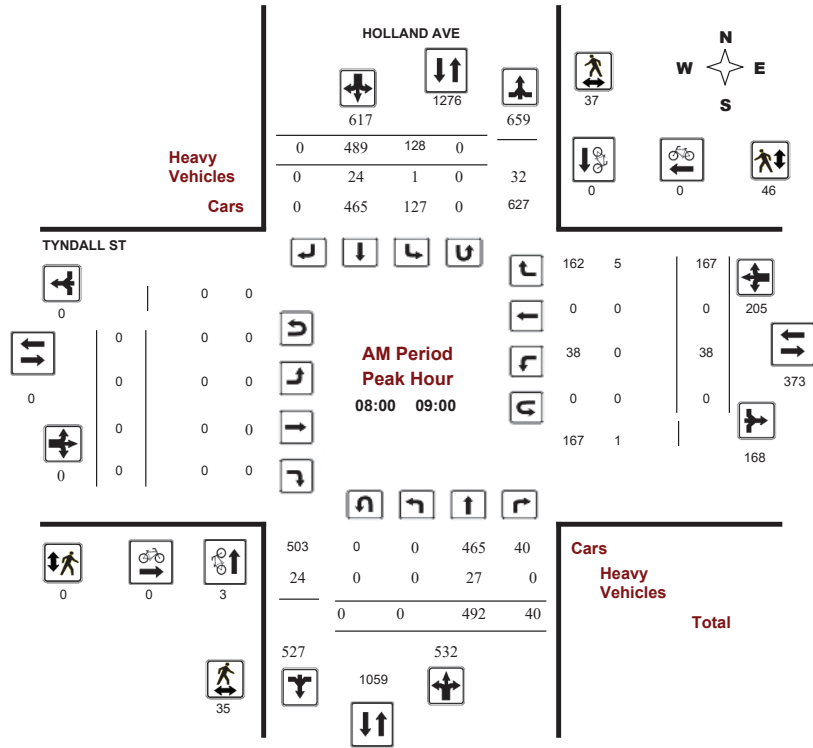 HOLLAND AVE
N
W E
S
1276
37
617 659
0 489 128 0
Heavy
Vehicles
0 24 1 0 32
Cars
0 465 127 0 627
0 0 46
TYNDALL ST
0 0 0
162 5 167
0 0 0
0 0 0
205
0
AM Period
Peak Hour
08:00 09:00
0 0 0
38 0 38
373
0 0 0
0 0 0
0
0 0 0
167 1
168
503 0 0 465 40
24 0 0 27 0
0 0 492 40
Cars
Heavy
Vehicles
Total
0 0 3
527 532
1059
35